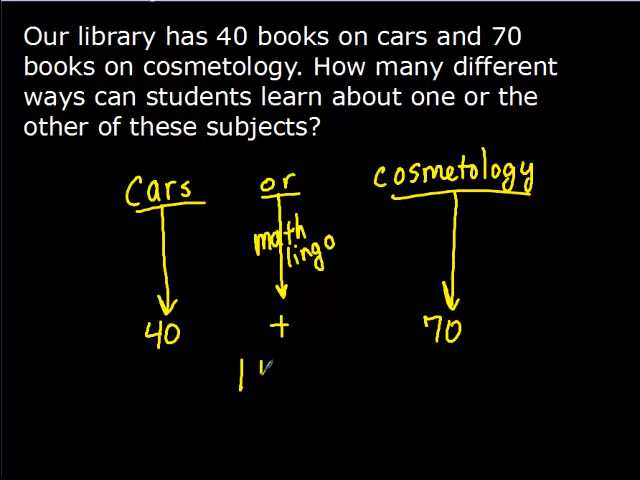 Our library has 40 books on cars and 70
books on cosmetology. How many different
ways can students learn about one or the
other of these subjects?
Cars or cosmetology
math
lingo
40 + 70
1